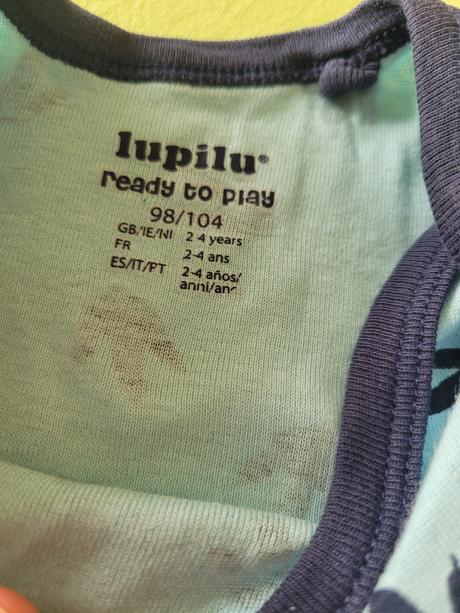 lupilu®
ready to play
98/104
GB/IE/NI 2-4 years
FR 2-4 ans
ES/IT/PT 2-4 años/
anni/